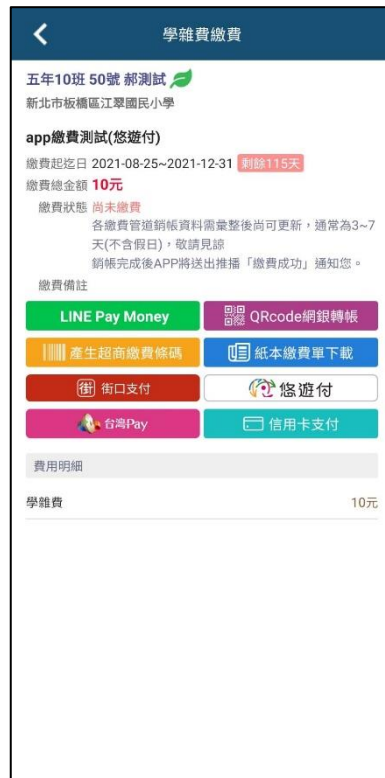 學雜費繳費
五年10班 50號 郝測試
新北市板橋區江翠國民小學
app繳費測試(悠遊付)
繳費起迄日 2021-08-25~2021-12-31 剩餘115天
繳費總金額 10元
繳費狀態 尚未繳費
各繳費管道銷帳資料需彙整後尚可更新，通常為3~7
天(不含假日)，敬請見諒
銷帳完成後APP將送出推播「繳費成功」通知您。
繳費備註
LINE Pay Money QRcode網銀轉帳
產生超商繳費條碼 紙本繳費單下載
街 街口支付 悠遊付
台灣Pay 信用卡支付
費用明細
學雜費 10元